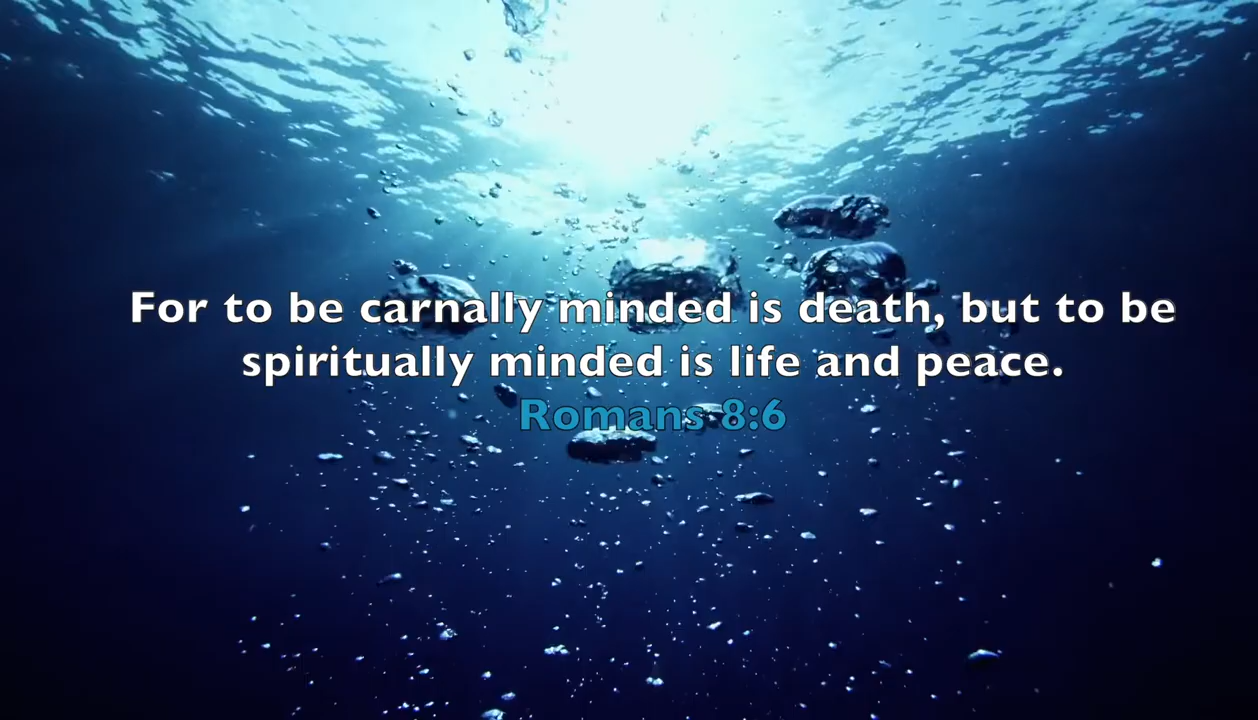 For to be carnally minded is death, but to be
spiritually minded is life and peace.
Romans 8:6